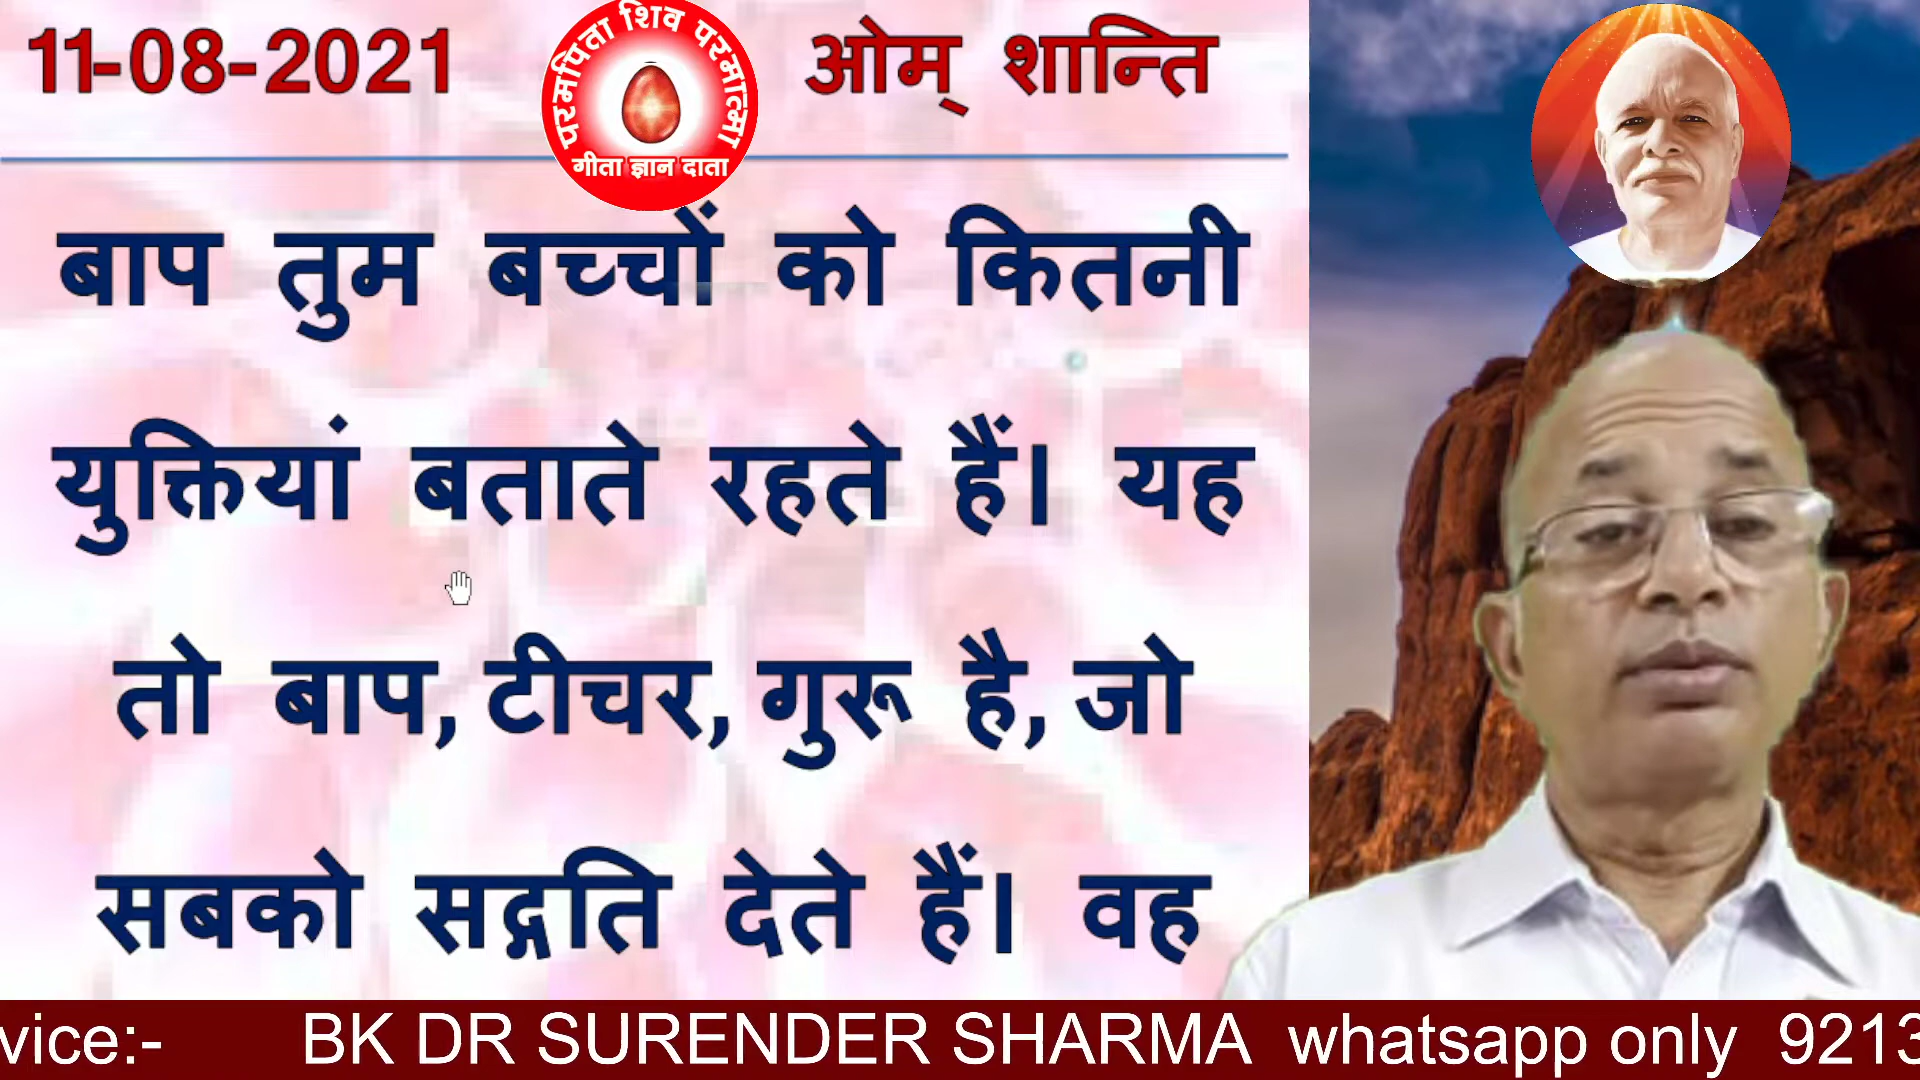 11-08-2021
परमपिता शिव परमात्मा
गीता ज्ञान दाता
ओम् शान्ति
बाप तुम बच्चों को कितनी
युक्तियां बताते रहते हैं। यह
तो बाप, टीचर, गुरू है, जो
सबको सद्गति देते हैं। वह
vice:- BK DR SURENDER SHARMA whatsapp only 9213